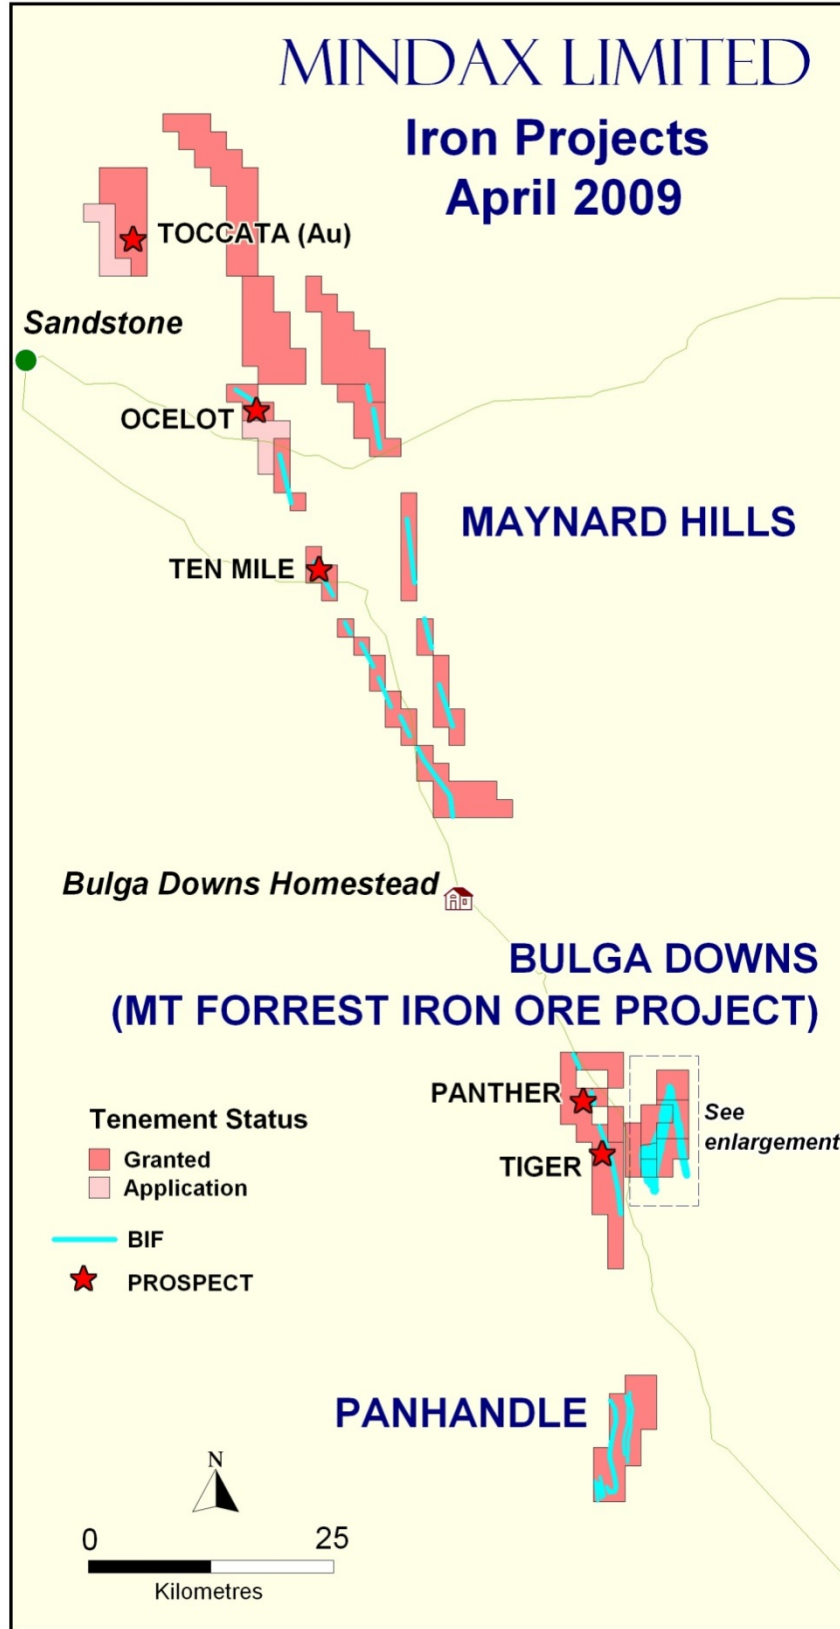 MINDAX LIMITED
Iron Projects
April 2009
TOCCATA (Au)
Sandstone
OCELOT
MAYNARD HILLS
TEN MILE
Bulga Downs Homestead
BULGA DOWNS
(MT FORREST IRON ORE PROJECT)
PANTHER
See
enlargement
TIGER
Tenement Status
Granted
Application
BIF
PROSPECT
PANHANDLE
N
0 25
Kilometres